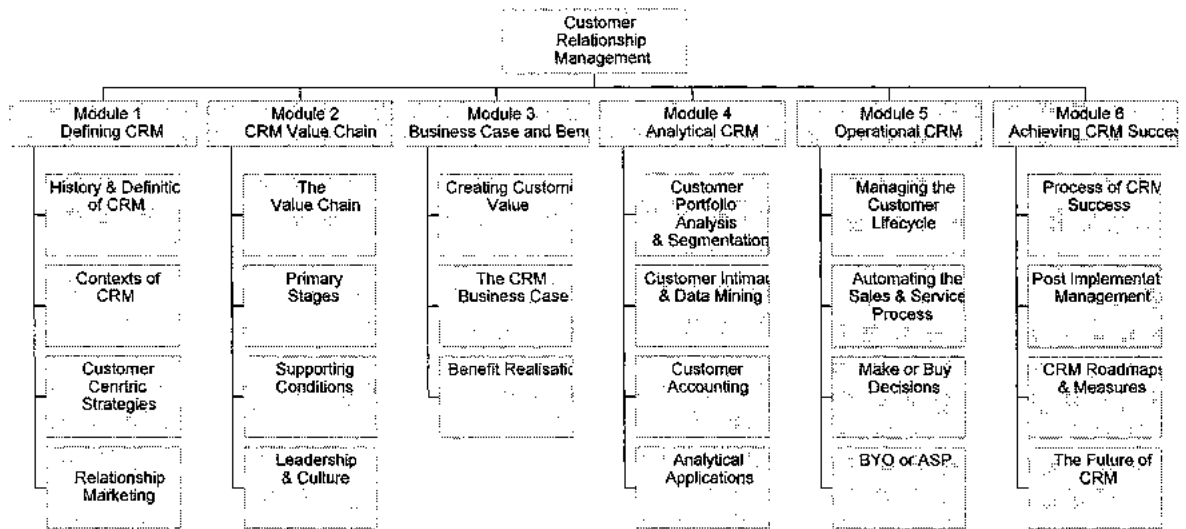 Customer
Relationship
Management
Module 1
Defining CRM
Module 2
CRM Value Chain
Module 3
Business Case and Bene
Module 4
Analytical CRM
Module 5
Operational CRM
Module 6
Achieving CRM Succes
History & Definitic
of CRM
Contexts of
CRM
Customer
Cenrtric
Strategies
Relationship
Marketing
The
Value Chain
Primary
Stages
Supporting
Conditions
Leadership
& Culture
Creating Custom
Value
The CRM
Business Case
Benefit Realisatic
Customer
Portfolio
Analysis
& Segmentation
Customer Intimac
& Data Mining
Customer
Accounting
Analytical
Applications
Managing the
Customer
Lifecycle
Automating the
Sales & Service
Process
Make or Buy
Decisions
BYO or ASP
Process of CRM
Success
Post Implementat
Management
CRM Roadmaps
& Measures
The Future of
CRM